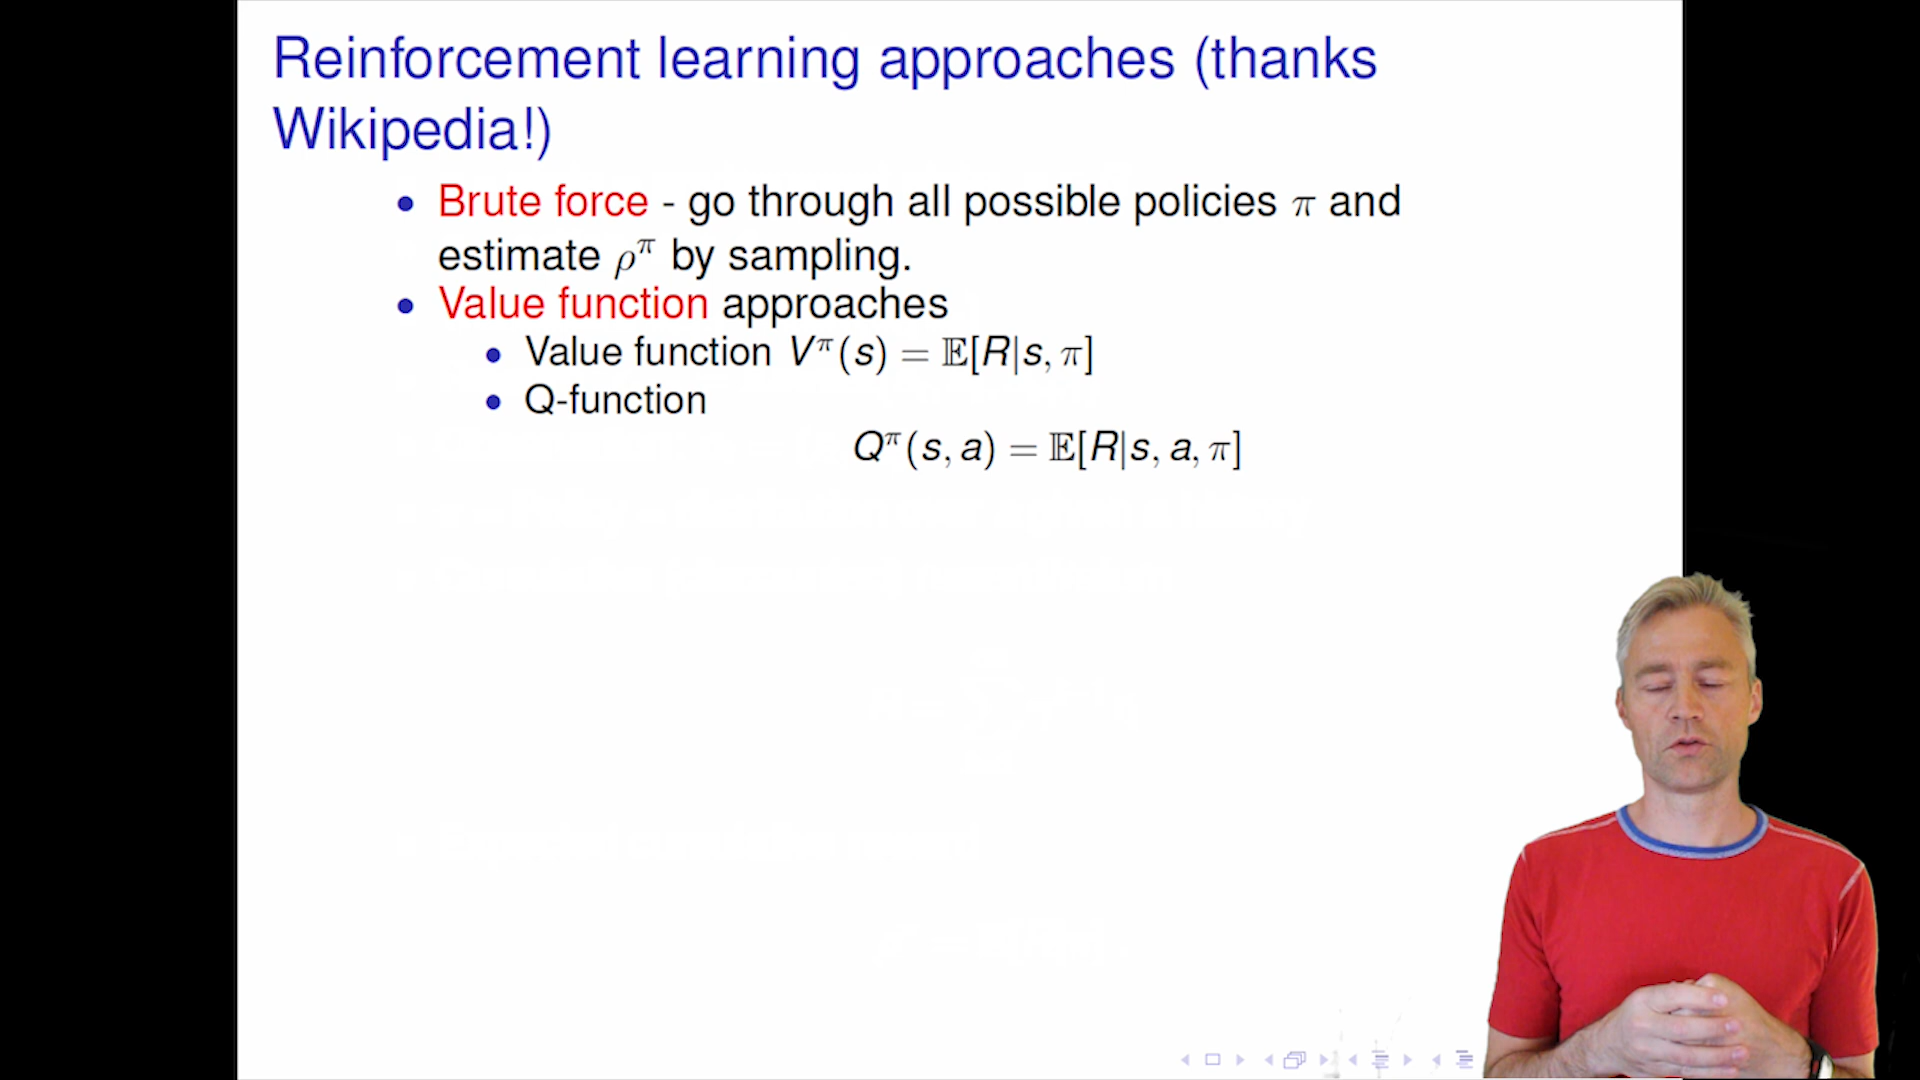 Reinforcement learning approaches (thanks
Wikipedia!)
• Brute force - go through all possible policies π and
estimate ρ^π by sampling.
• Value function approaches
• Value function V^π(s) = 𝔼[R|s, π]
• Q-function
Q^π(s, a) = 𝔼[R|s, a, π]